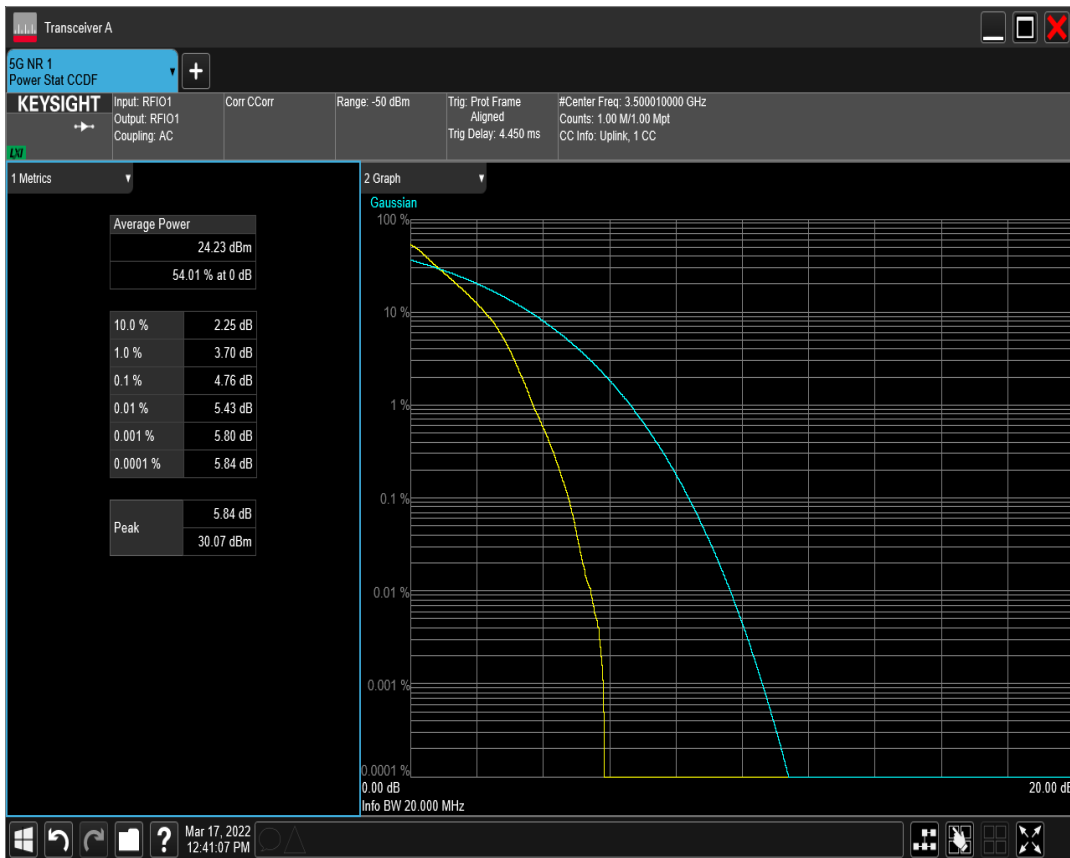 Transceiver A
5G NR 1
Power Stat CCDF
KEYSIGHT
LXI
Input: RFIO1
Output: RFIO1
Coupling: AC
Corr CCorr
Range: -50 dBm
Trig: Prot Frame
Aligned
Trig Delay: 4.450 ms
#Center Freq: 3.500010000 GHz
Counts: 1.00 M/1.00 Mpt
CC Info: Uplink, 1 CC
1 Metrics
Average Power
24.23 dBm
54.01 % at 0 dB
10.0 % 2.25 dB
1.0 % 3.70 dB
0.1 % 4.76 dB
0.01 % 5.43 dB
0.001 % 5.80 dB
0.0001 % 5.84 dB
Peak
5.84 dB
30.07 dBm
2 Graph
Gaussian
100 %
10 %
1 %
0.1 %
0.01 %
0.001 %
0.0001 %
0.00 dB
20.00 dB
Info BW 20.000 MHz
?
Mar 17, 2022
12:41:07 PM